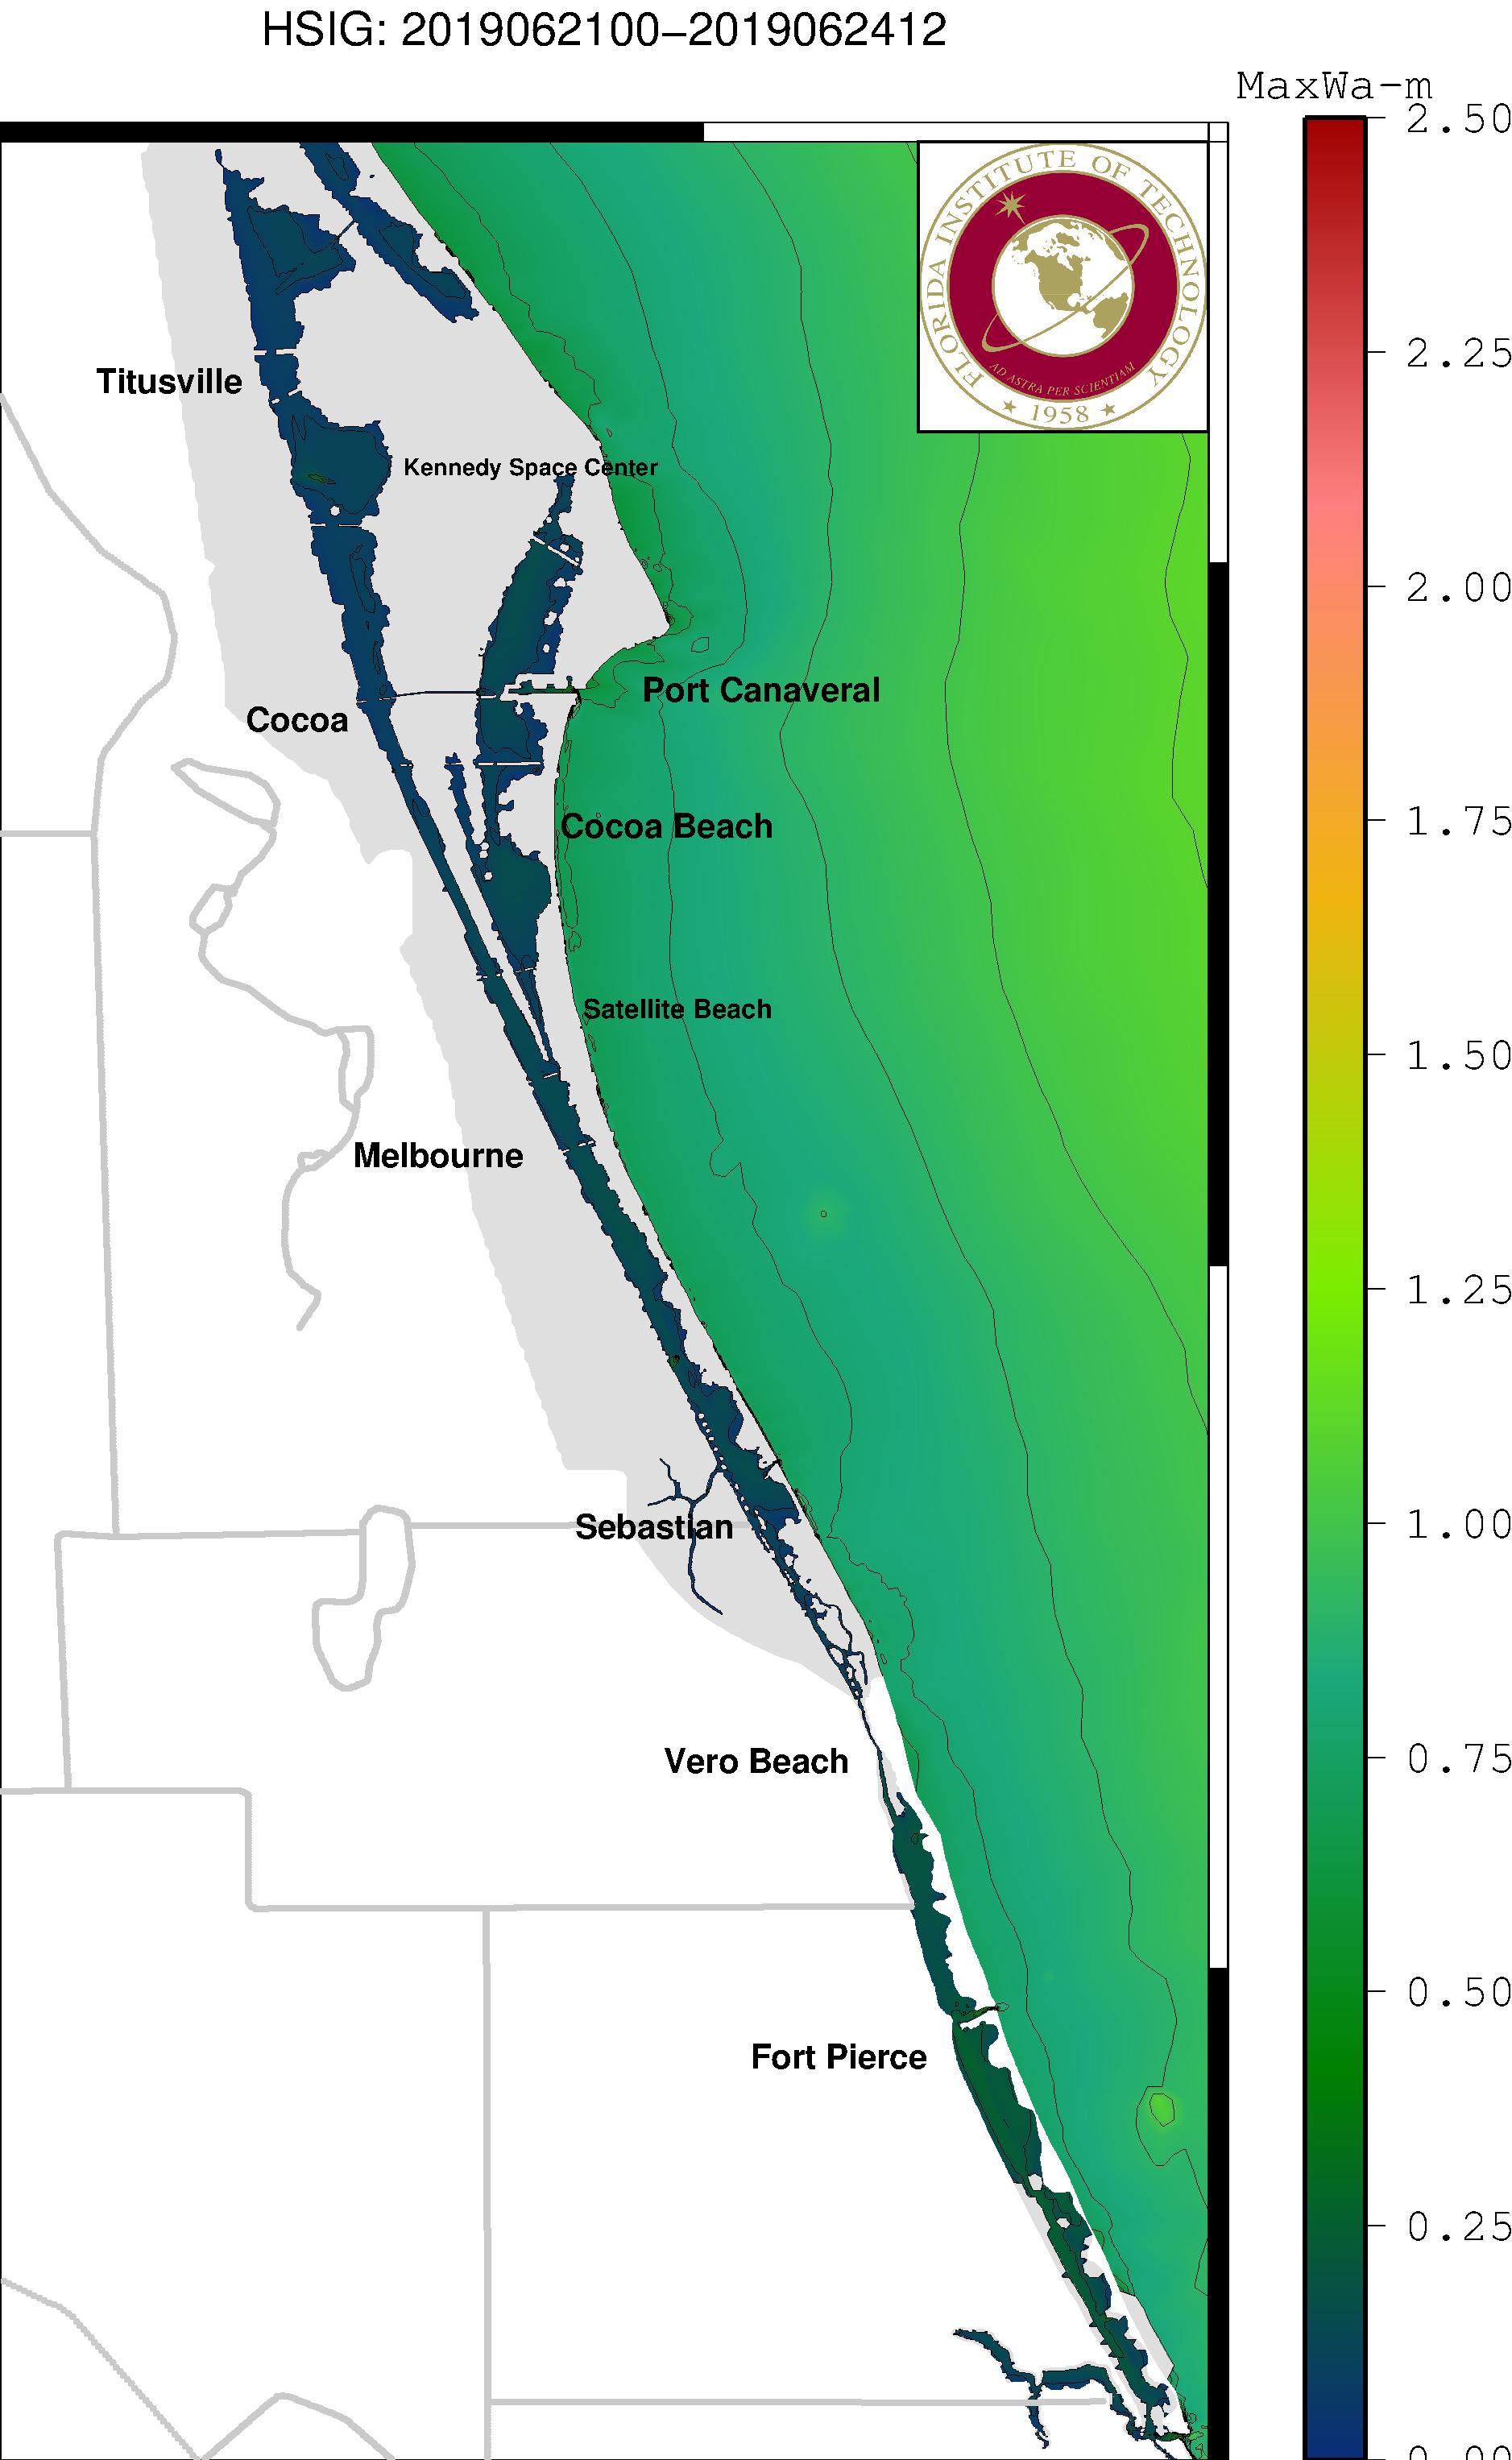 HSIG: 2019062100−2019062412
MaxWa−m
2.50
2.25
2.00
1.75
1.50
1.25
1.00
0.75
0.50
0.25
0.00
FLORIDA INSTITUTE OF TECHNOLOGY
AD ASTRA PER SCIENTIAM
★ 1958 ★
Titusville
Kennedy Space Center
Port Canaveral
Cocoa
Cocoa Beach
Satellite Beach
Melbourne
Sebastian
Vero Beach
Fort Pierce